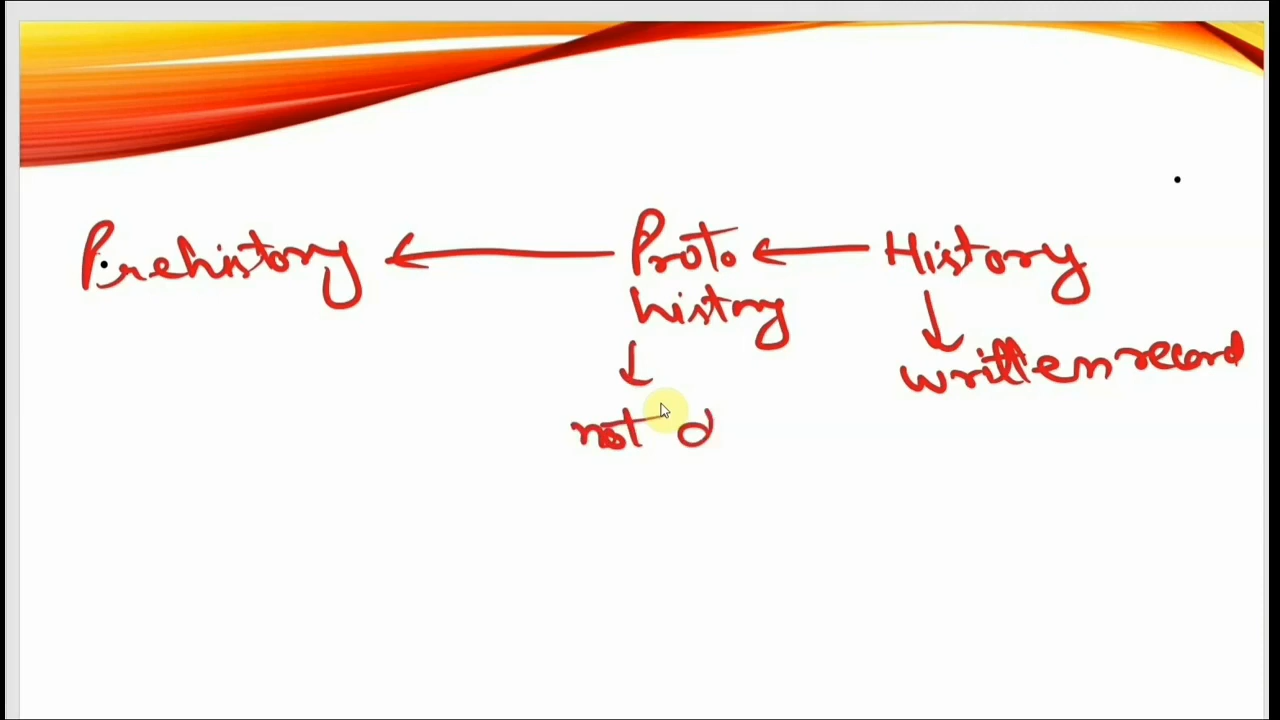 Prehistory ← Proto ← History
history
↓ ↓
written record
not d